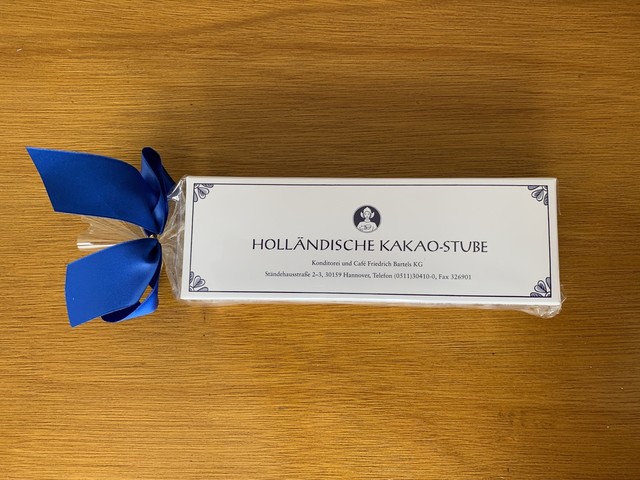 HOLLÄNDISCHE KAKAO-STUBE
Konditorei und Café Friedrich Bartels KG
Ständehausstraße 2–3, 30159 Hannover, Telefon (0511)30410-0, Fax 326901